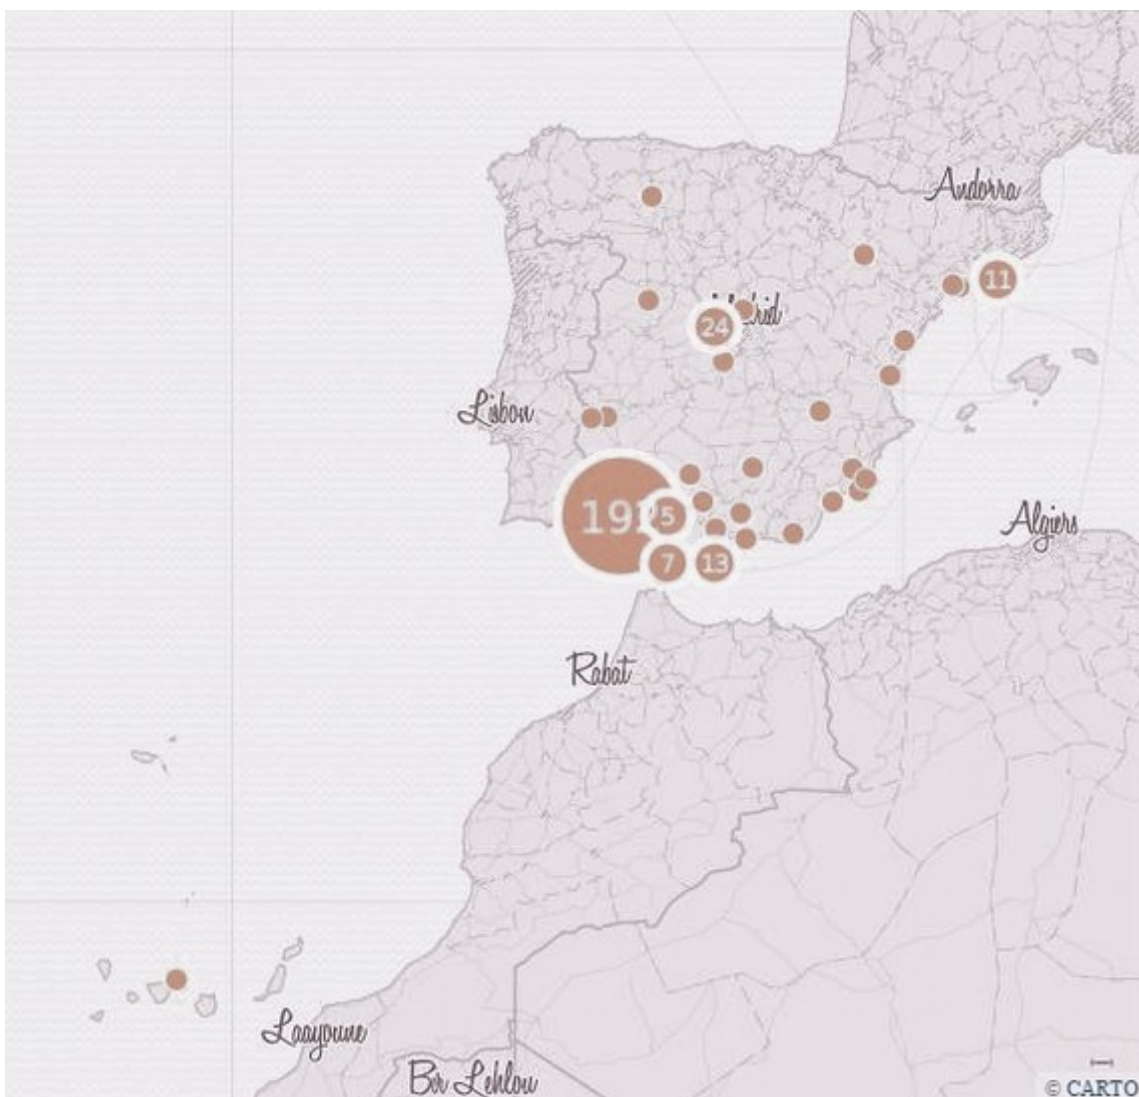 Andorra
11
24
Lisbon
5
7
13
Algiers
Rabat
Laayoune
Bir Lehlou
© CARTO